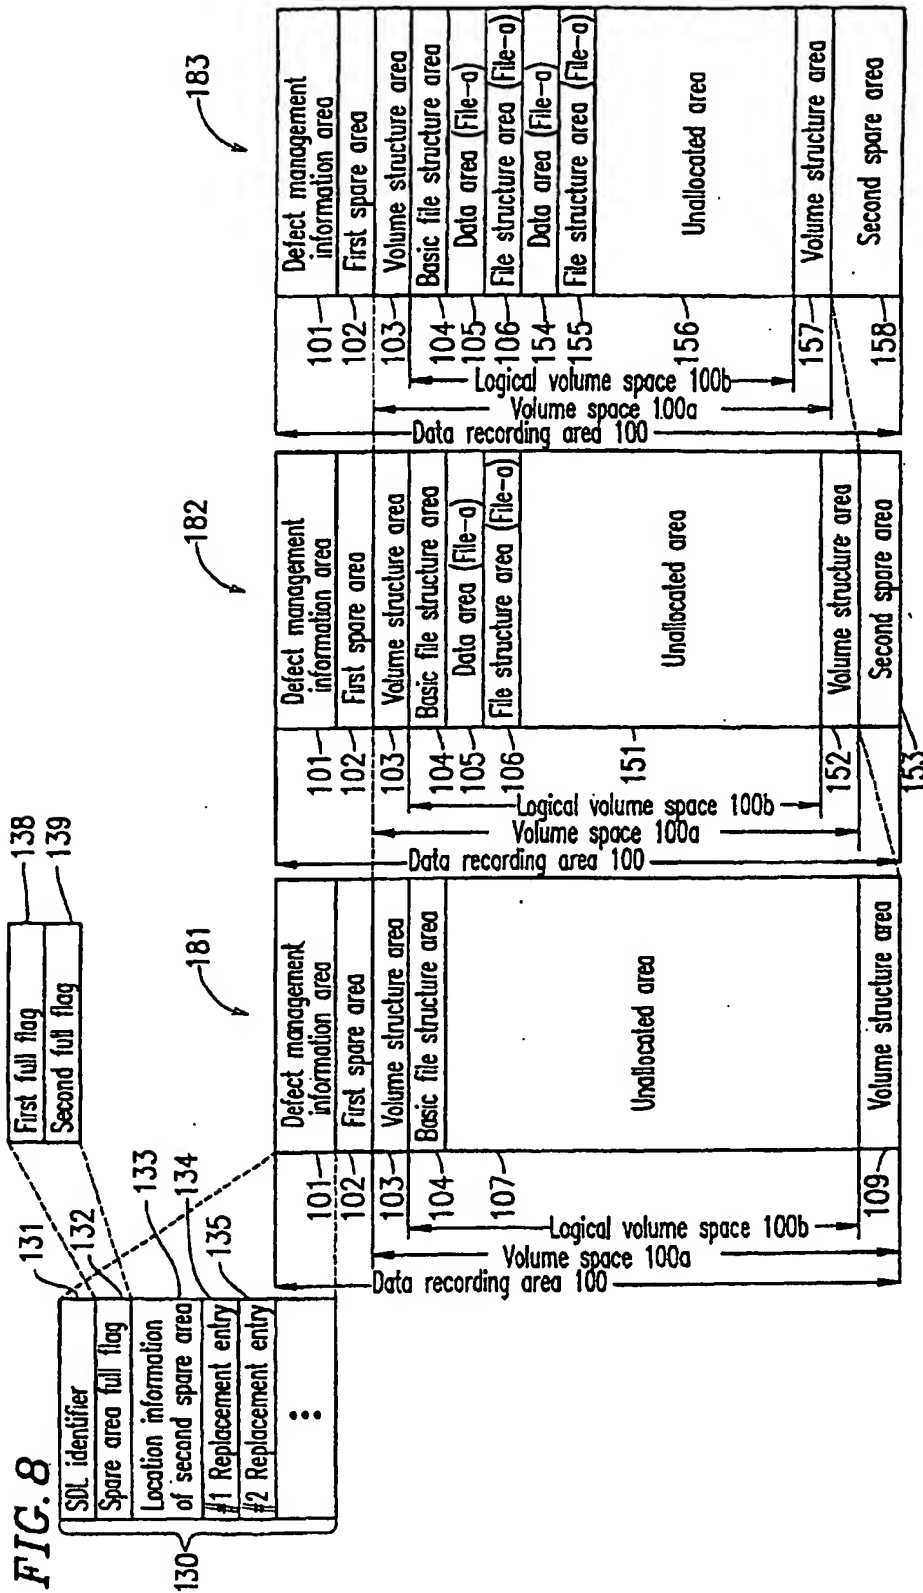 FIG. 8
130
SDL identifier
Spare area full flag
Location information
of second spare area
#1 Replacement entry
#2 Replacement entry
131
132
133
134
135
First full flag
Second full flag
138
139
181
Defect management
information area
First spare area
Volume structure area
Basic file structure area
Unallocated area
Volume structure area
101
102
103
104
107
109
Logical volume space 100b
Volume space 100a
Data recording area 100
182
Defect management
information area
First spare area
Volume structure area
Basic file structure area
Data area (File-a)
File structure area (File-a)
Unallocated area
Volume structure area
Second spare area
101
102
103
104
105
106
151
152
153
Logical volume space 100b
Volume space 100a
Data recording area 100
183
Defect management
information area
First spare area
Volume structure area
Basic file structure area
Data area (File-a)
File structure area (File-a)
Data area (File-a)
File structure area (File-a)
Unallocated area
Volume structure area
Second spare area
101
102
103
104
105
106
154
155
156
157
158
Logical volume space 100b
Volume space 100a
Data recording area 100